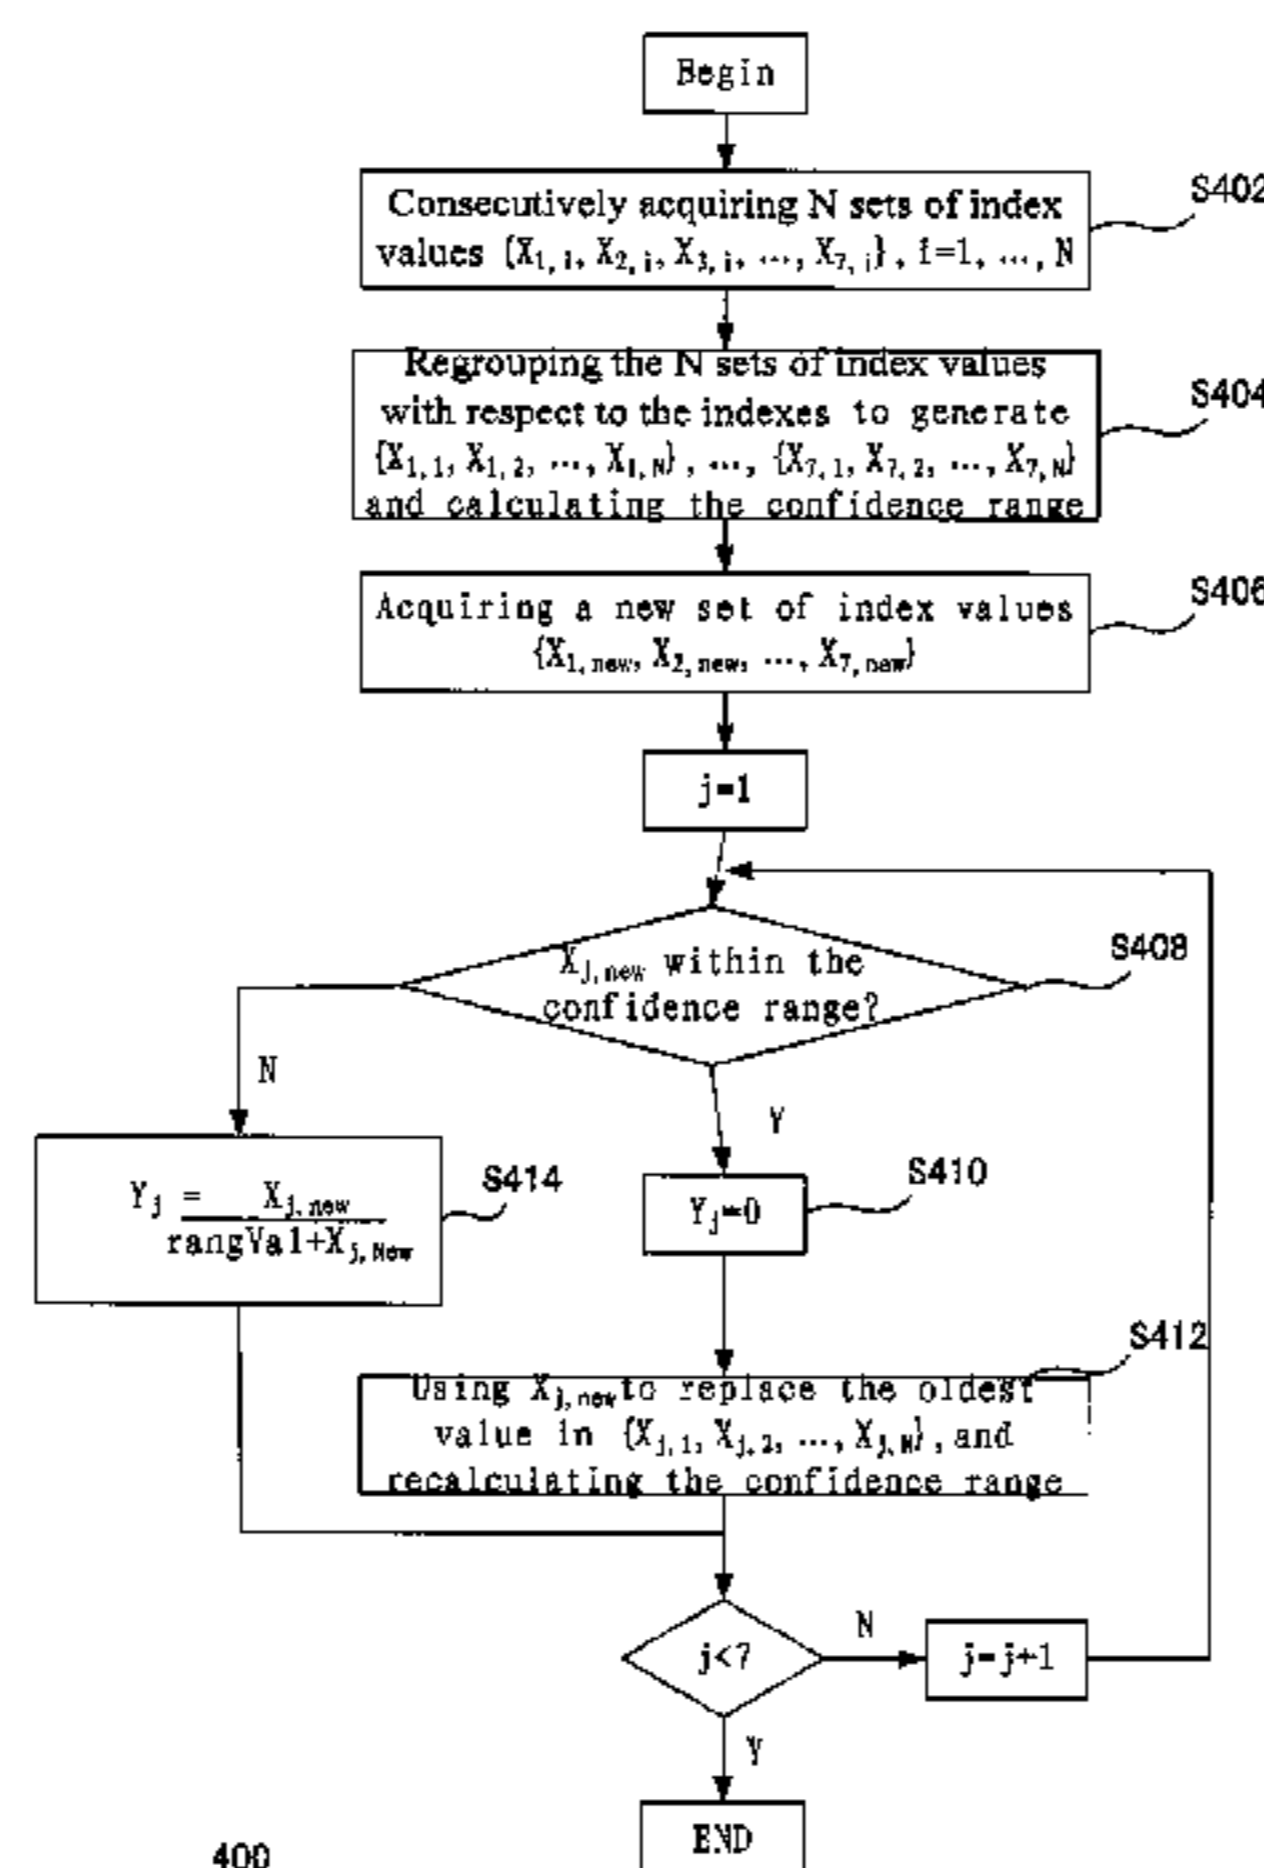 Begin
Consecutively acquiring N sets of index
values {X1,i, X2,i, X3,i, ..., X7,i}, i=1, ..., N
S402
Regrouping the N sets of index values
with respect to the indexes to generate
{X1,1, X1,2, ..., X1,N}, ..., {X7,1, X7,2, ..., X7,N}
and calculating the confidence range
S404
Acquiring a new set of index values
{X1,new, X2,new, ..., X7,new}
S406
j=1
Xj,new within the
confidence range?
S408
N
Y
Yj = Xj,new
rangVal+Xj,New
S414
Yj=0
S410
Using Xj,new to replace the oldest
value in {Xj,1, Xj,2, ..., Xj,N}, and
recalculating the confidence range
S412
j<7
N
j=j+1
Y
END
400